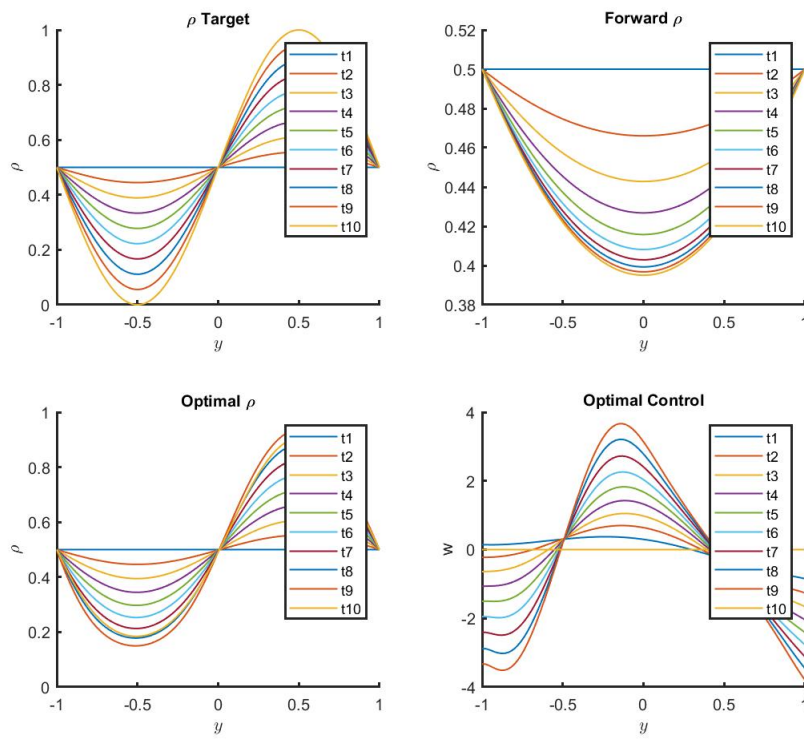 ρ Target
1
0.8
0.6
0.4
0.2
0
ρ
-1 -0.5 0 0.5 1
y
t1
t2
t3
t4
t5
t6
t7
t8
t9
t10
Forward ρ
0.5
0.48
0.46
0.44
0.42
0.4
0.38
ρ
-1 -0.5 0 0.5 1
y
t1
t2
t3
t4
t5
t6
t7
t8
t9
t10
Optimal ρ
1
0.8
0.6
0.4
0.2
0
ρ
-1 -0.5 0 0.5 1
y
t1
t2
t3
t4
t5
t6
t7
t8
t9
t10
Optimal Control
4
2
0
-2
-4
w
-1 -0.5 0 0.5 1
y
t1
t2
t3
t4
t5
t6
t7
t8
t9
t10